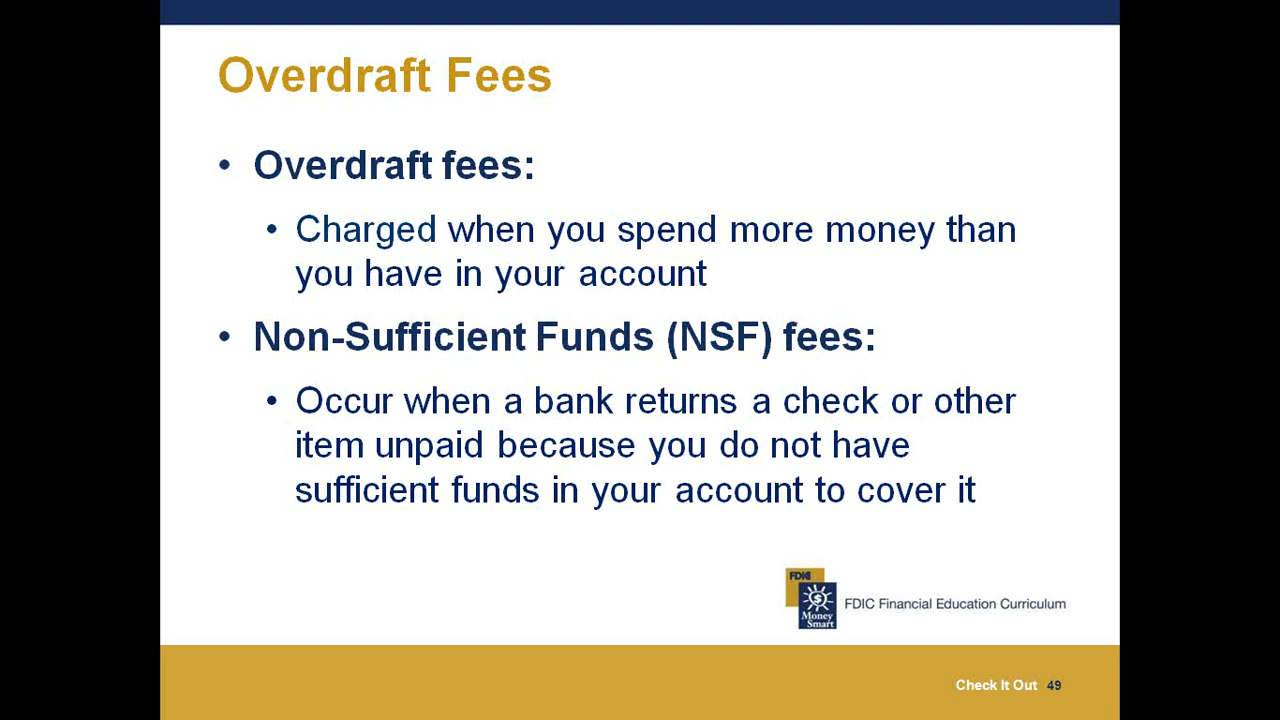 Overdraft Fees
• Overdraft fees:
• Charged when you spend more money than
you have in your account
• Non-Sufficient Funds (NSF) fees:
• Occur when a bank returns a check or other
item unpaid because you do not have
sufficient funds in your account to cover it
FDIC
$
Money
Smart
FDIC Financial Education Curriculum
Check It Out 49